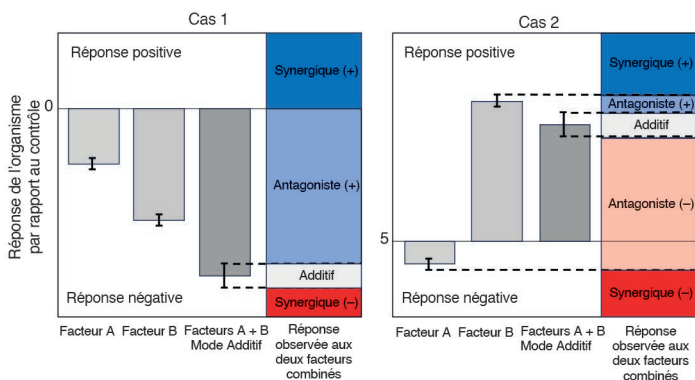 Cas 1
Réponse de l'organisme
par rapport au contrôle
0
Réponse positive
Réponse négative
Synergique (+)
Antagoniste (+)
Additif
Synergique (–)
Facteur A
Facteur B
Facteurs A + B
Mode Additif
Réponse
observée aux
deux facteurs
combinés
Cas 2
5
Réponse positive
Réponse négative
Synergique (+)
Antagoniste (+)
Additif
Antagoniste (–)
Synergique (–)
Facteur A
Facteur B
Facteurs A + B
Mode Additif
Réponse
observée aux
deux facteurs
combinés